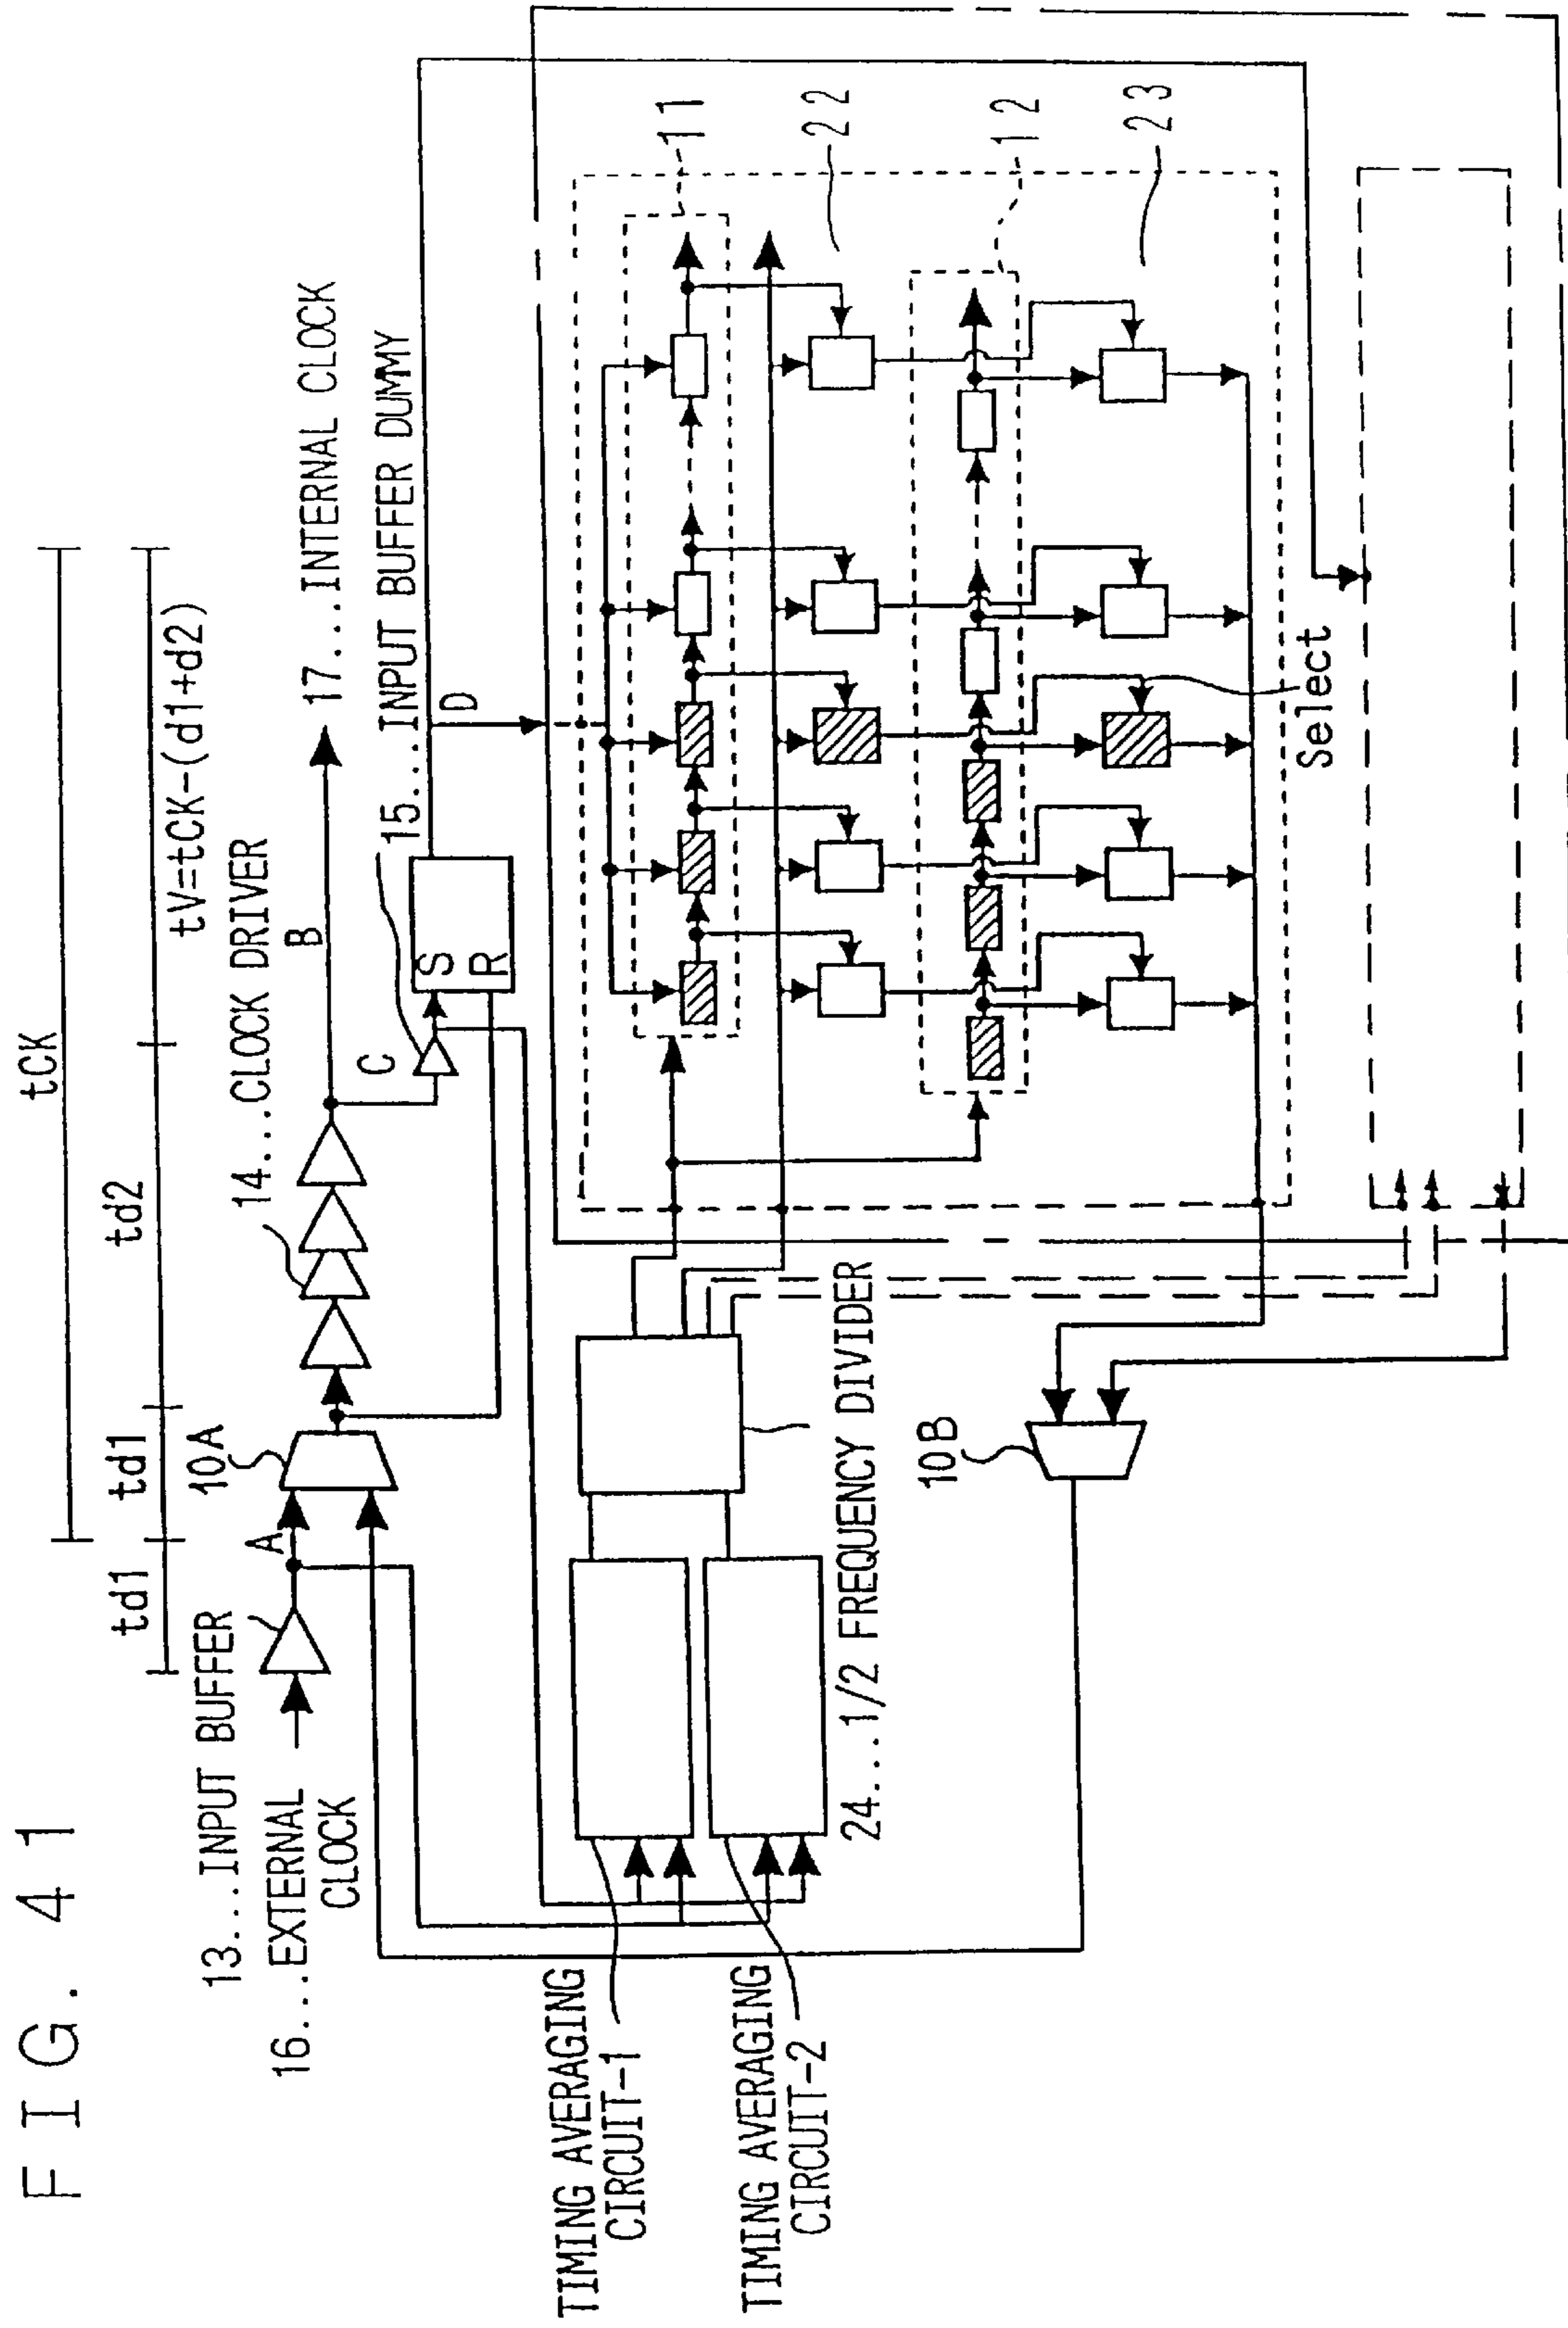 FIG. 41
tCK
td1
td1
td2
tV=tCK-(d1+d2)
13...INPUT BUFFER
10A
14...CLOCK DRIVER
16...EXTERNAL
CLOCK
A
B
17...INTERNAL CLOCK
C
15...INPUT BUFFER DUMMY
S
R
D
TIMING AVERAGING
CIRCUIT-1
TIMING AVERAGING
CIRCUIT-2
24...1/2 FREQUENCY DIVIDER
10B
11
22
12
23
Select